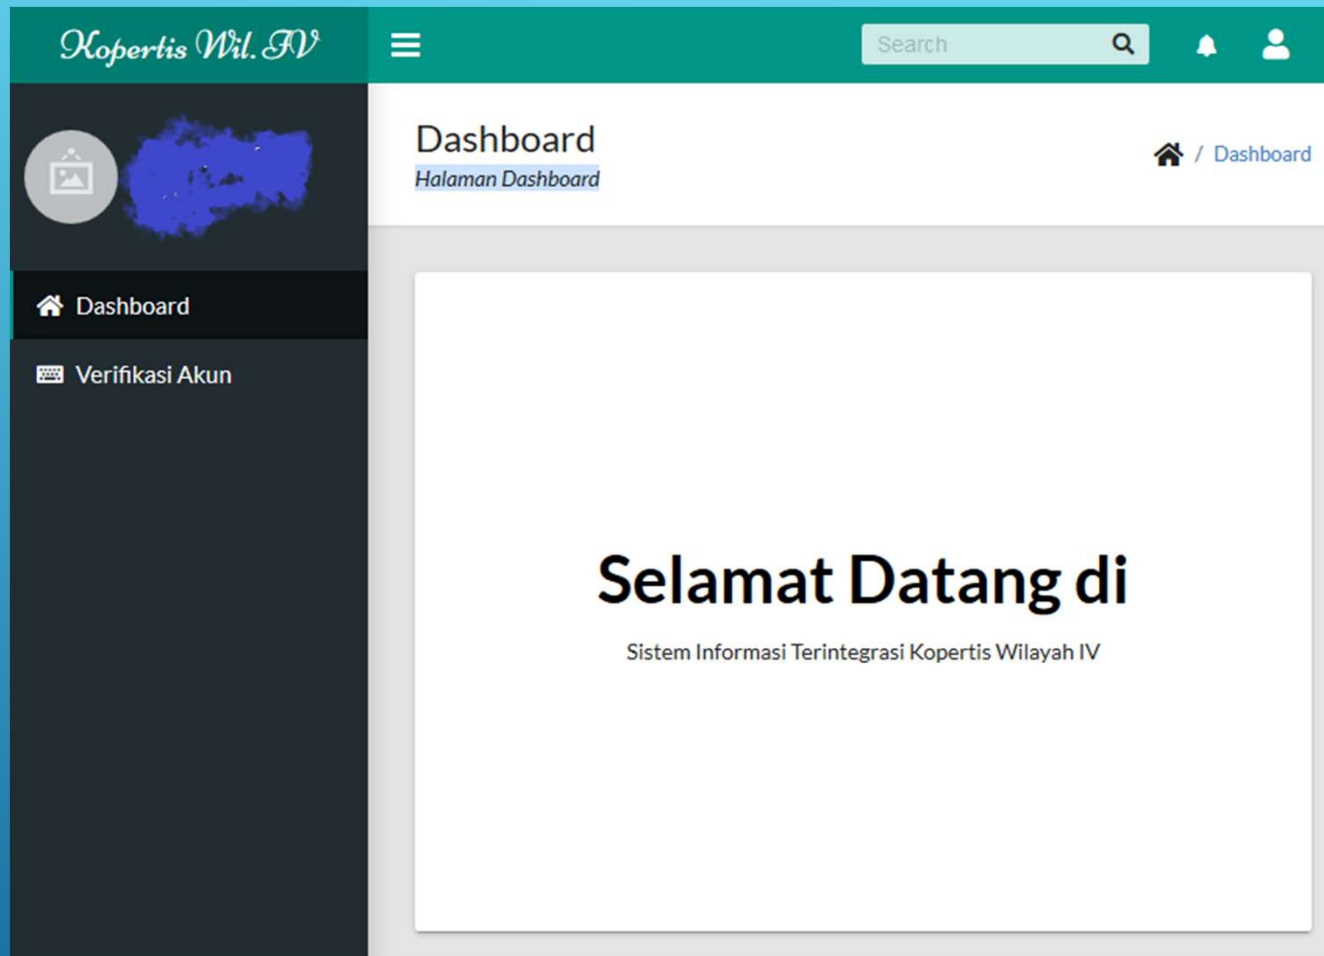 Kopertis Wil. IV
Search
Dashboard
Halaman Dashboard
/ Dashboard
Dashboard
Verifikasi Akun
Selamat Datang di
Sistem Informasi Terintegrasi Kopertis Wilayah IV